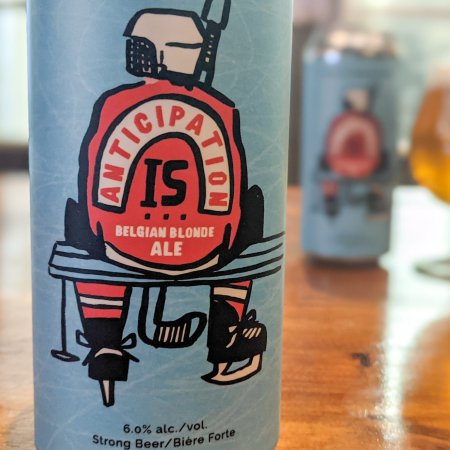 ANTICIPATION
IS
...
BELGIAN BLONDE
ALE
6.0% alc./vol.
Strong Beer/Bière Forte